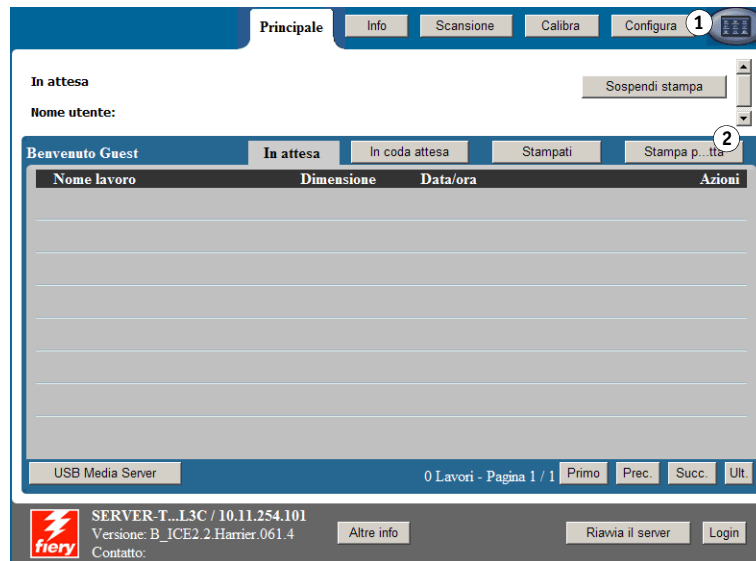 Principale Info Scansione Calibra Configura 1
In attesa
Sospendi stampa
Nome utente:
2
Benvenuto Guest In attesa In coda attesa Stampati Stampa p...tta
Nome lavoro Dimensione Data/ora Azioni
USB Media Server 0 Lavori - Pagina 1 / 1 Primo Prec. Succ. Ult.
SERVER-T...L3C / 10.11.254.101
Versione: B_ICE2.2.Harrier.061.4 Altre info Riavvia il server Login
Contatto:
fiery